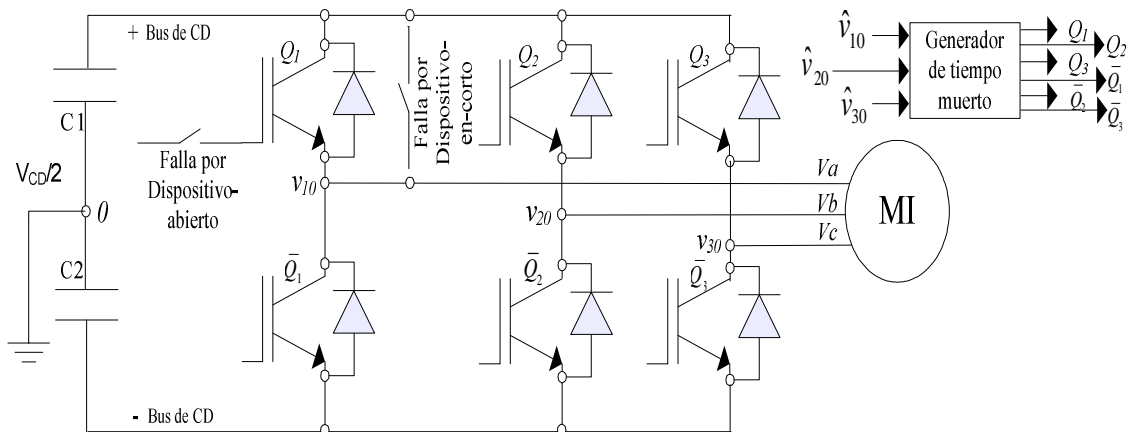 + Bus de CD
C1
V_CD/2
0
C2
- Bus de CD
Falla por
Dispositivo-
abierto
Q1
Falla por
Dispositivo-
en-corto
Q2
Q3
v10
v20
v30
Q̄1
Q̄2
Q̄3
Va
Vb
Vc
MI
v̂10
v̂20
v̂30
Generador
de tiempo
muerto
Q1
Q2
Q3
Q̄1
Q̄2
Q̄3